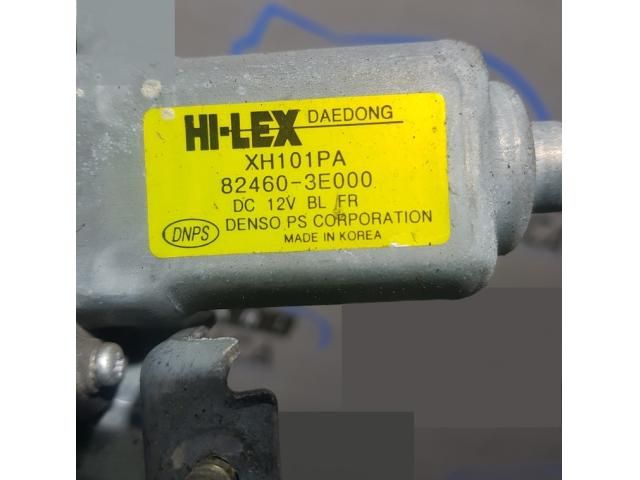 HI-LEX DAEDONG
XH101PA
82460-3E000
DC 12V BL FR
DNPS DENSO PS CORPORATION
MADE IN KOREA